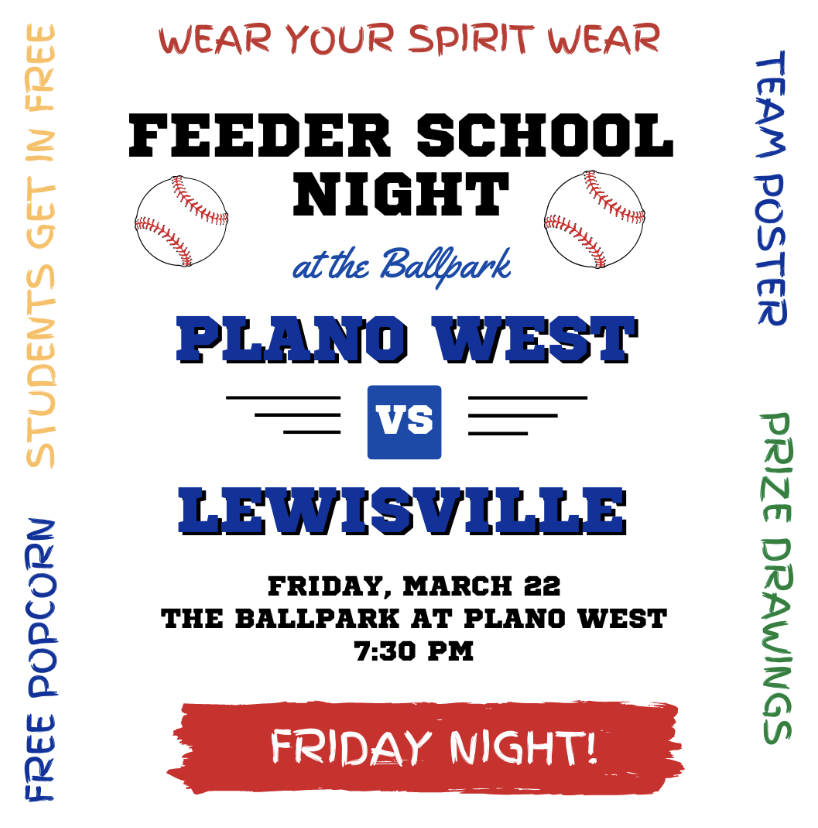 WEAR YOUR SPIRIT WEAR
FEEDER SCHOOL
NIGHT
at the Ballpark
PLANO WEST
VS
LEWISVILLE
FRIDAY, MARCH 22
THE BALLPARK AT PLANO WEST
7:30 PM
FRIDAY NIGHT!
STUDENTS GET IN FREE
FREE POPCORN
TEAM POSTER
PRIZE DRAWINGS